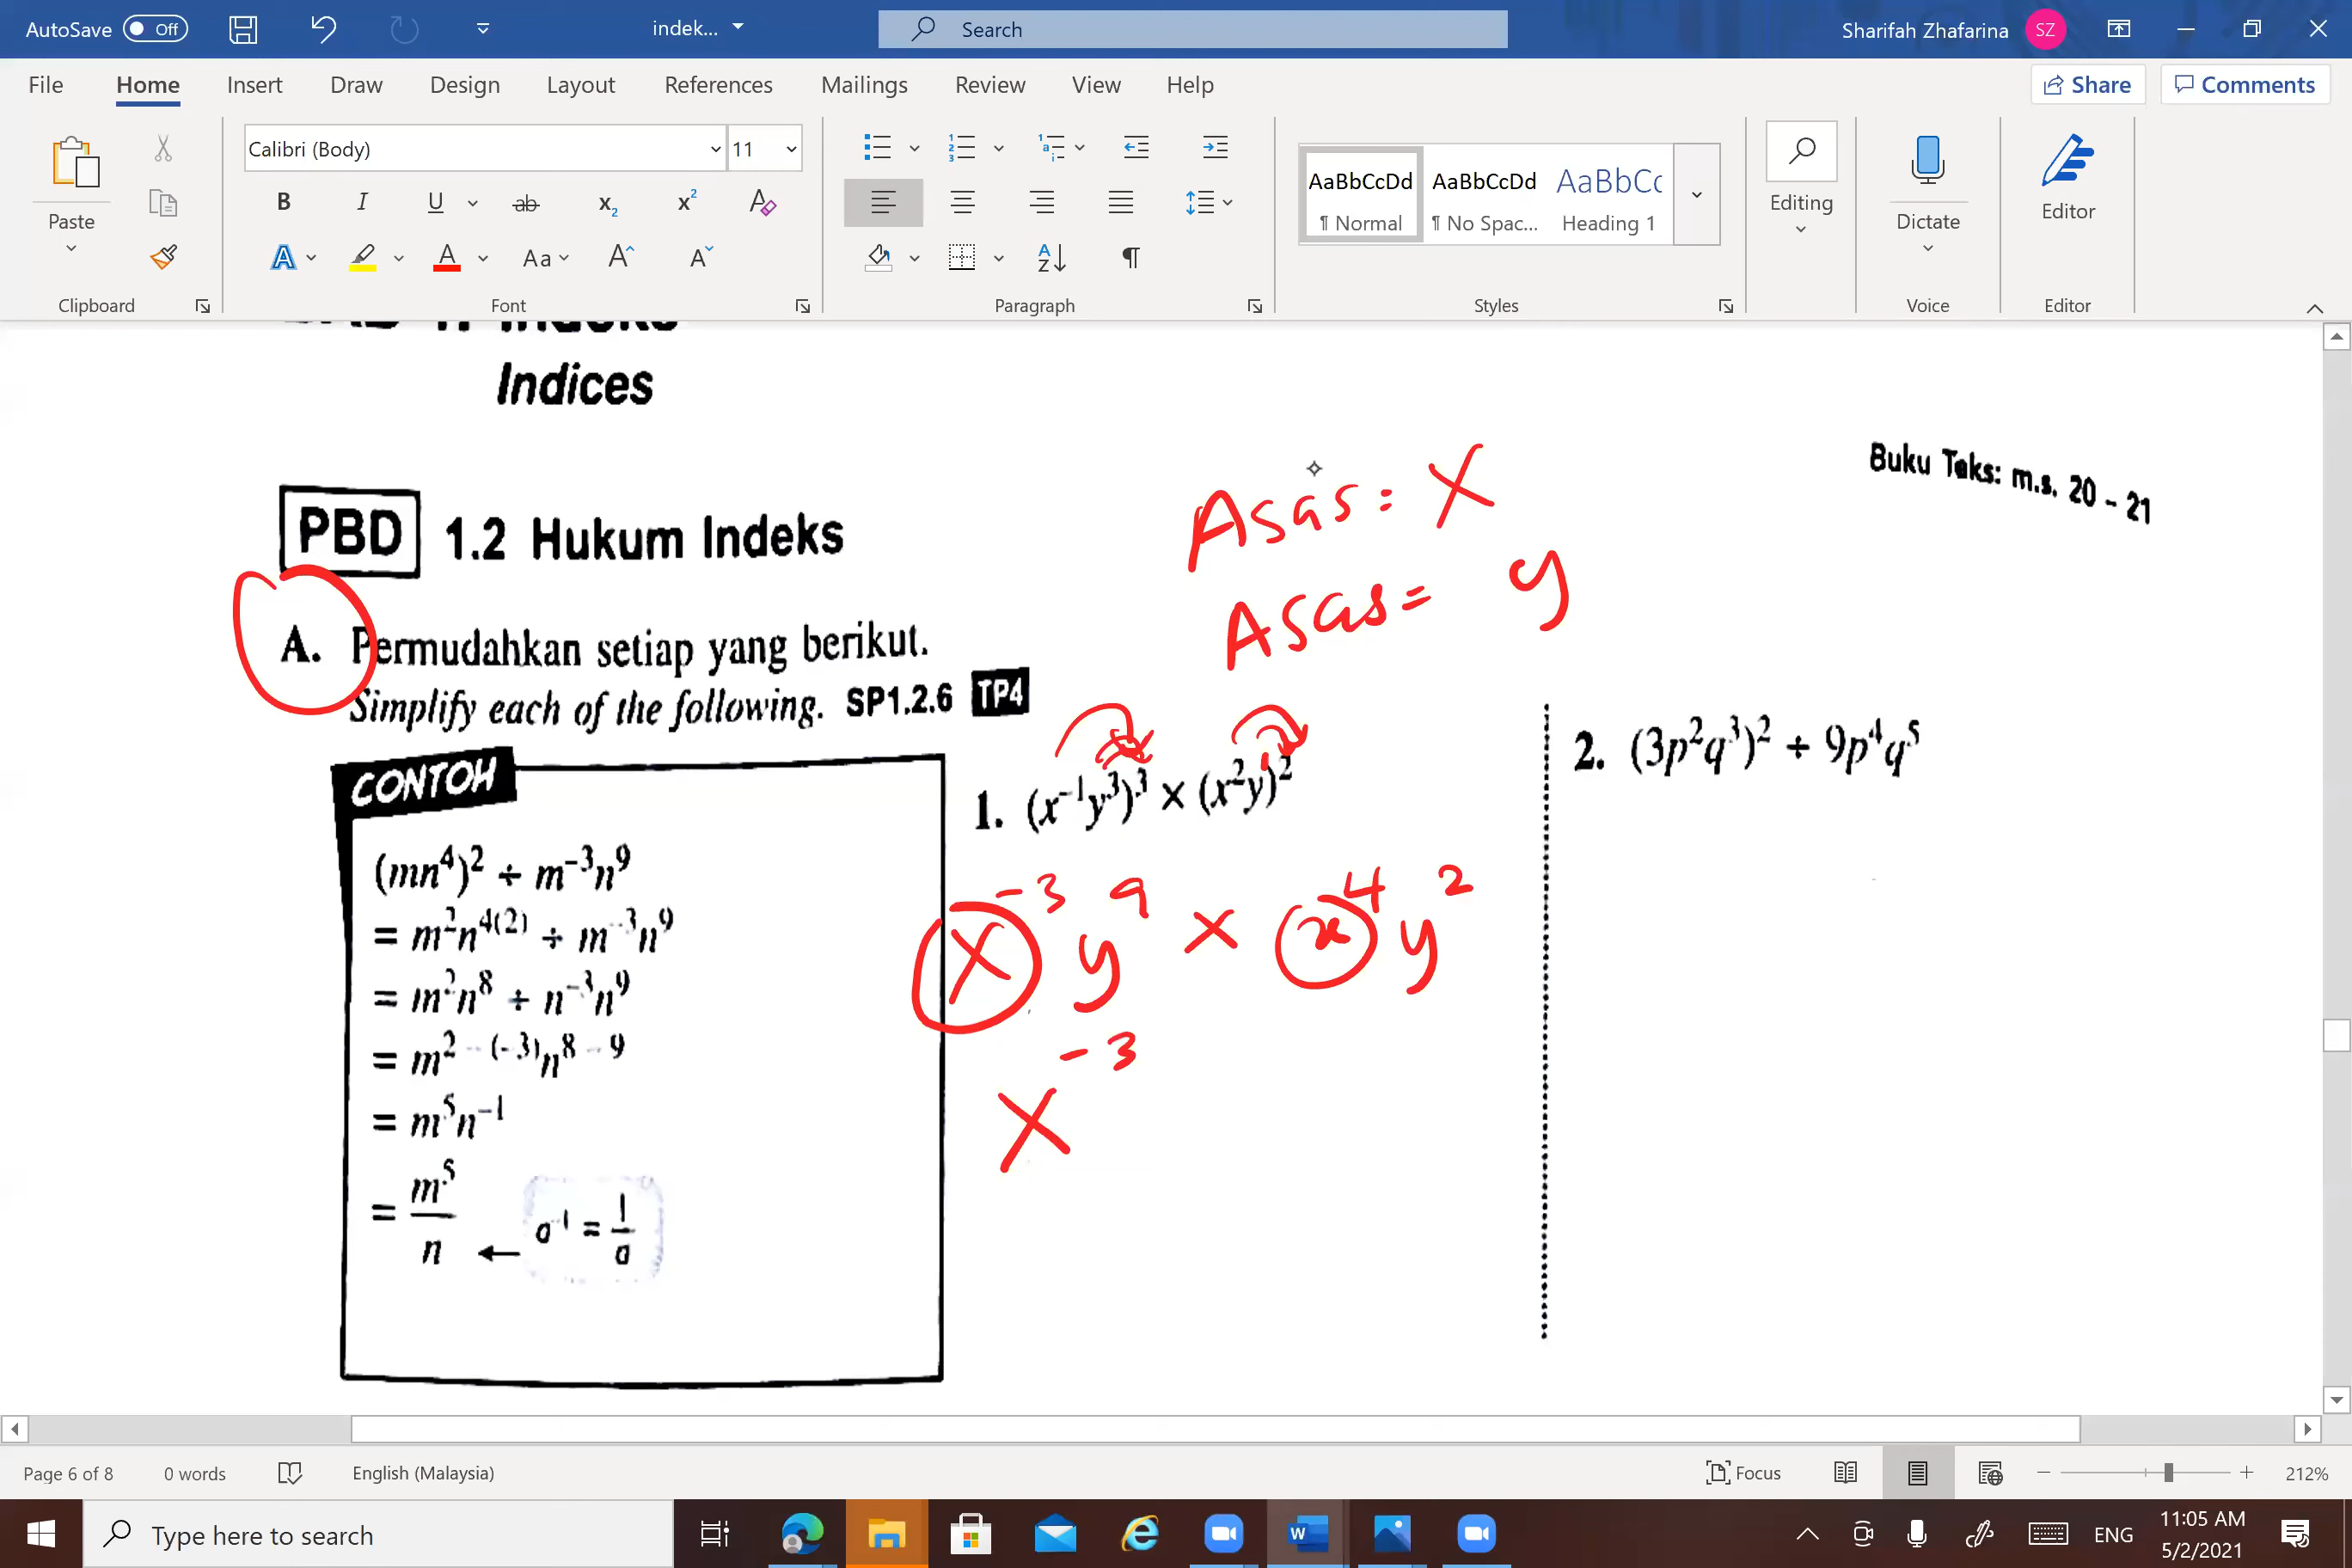 AutoSave Off indek... Search Sharifah Zhafarina SZ
File Home Insert Draw Design Layout References Mailings Review View Help Share Comments
Paste Calibri (Body) 11 AaBbCcDd AaBbCcDd AaBbCc Editing Dictate Editor
¶ Normal ¶ No Spac... Heading 1
Clipboard Font Paragraph Styles Voice Editor
Indices
Buku Teks: m.s. 20 - 21
Asas = x
Asas = y
PBD 1.2 Hukum Indeks
A. Permudahkan setiap yang berikut.
Simplify each of the following. SP1.2.6 TP4
CONTOH
(mn⁴)² ÷ m⁻³n⁹
= m²n⁴⁽²⁾ ÷ m⁻³n⁹
= m²n⁸ ÷ n⁻³n⁹
= m²⁻⁽⁻³⁾n⁸⁻⁹
= m⁵n⁻¹
= m⁵/n ← a⁻¹ = 1/a
1. (x⁻¹y³)³ × (x²y)²
x⁻³ y⁹ × x⁴ y²
x⁻³
2. (3p²q³)² ÷ 9p⁴q⁵
Page 6 of 8 0 words English (Malaysia) Focus 212%
Type here to search ENG 11:05 AM
5/2/2021